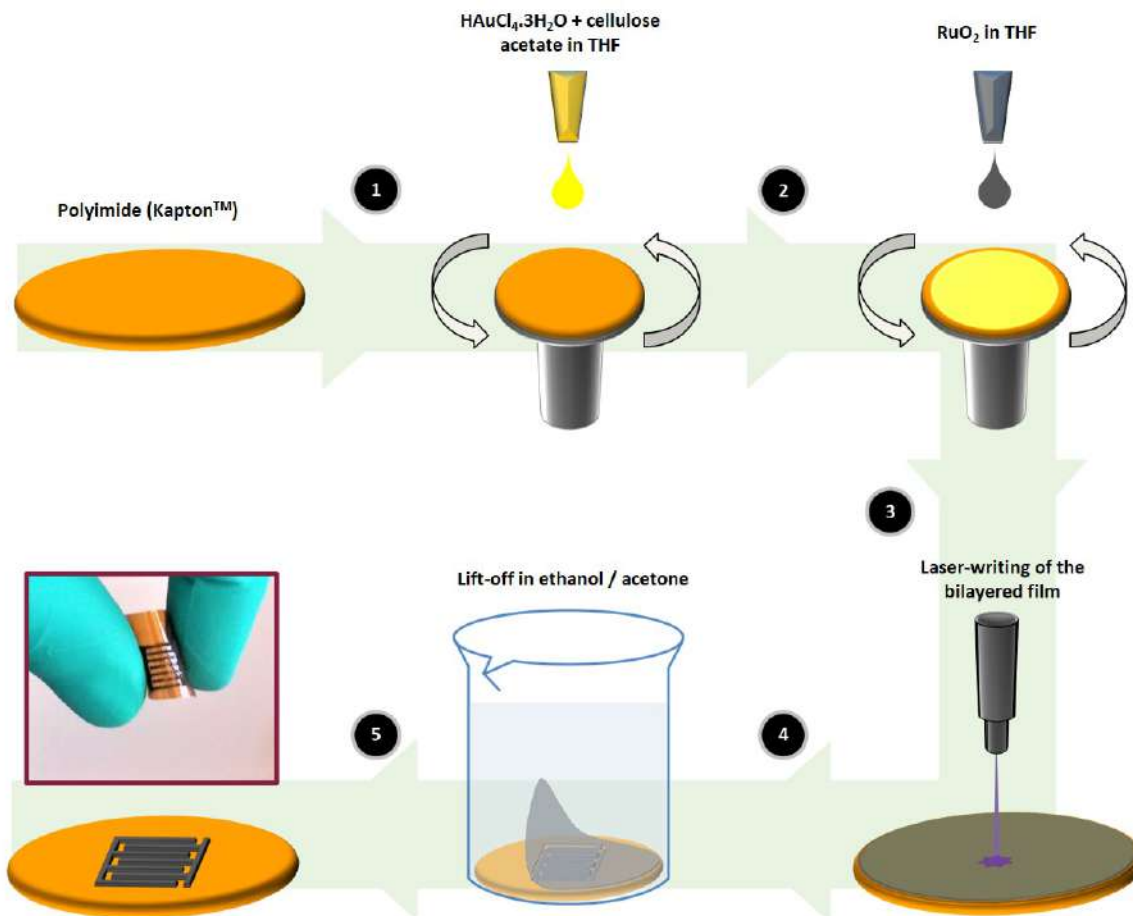 HAuCl₄.3H₂O + cellulose
acetate in THF
RuO₂ in THF
1
2
Polyimide (Kapton™)
3
Lift-off in ethanol / acetone
Laser-writing of the
bilayered film
5
4